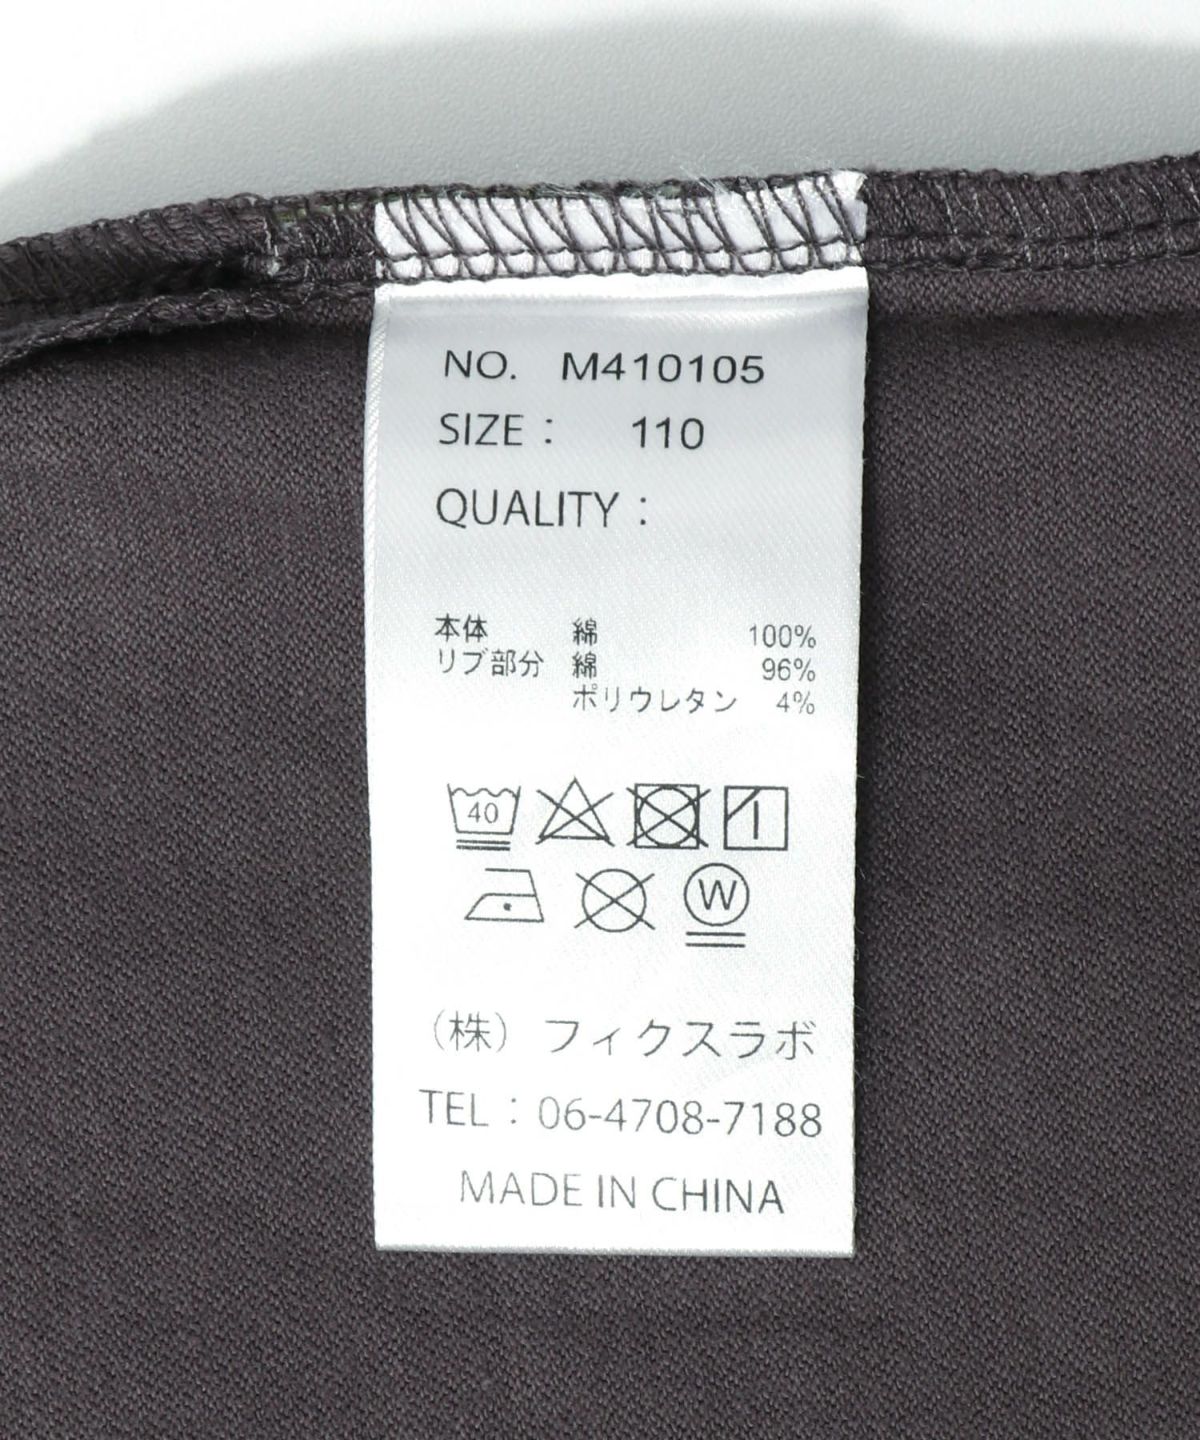 NO. M410105
SIZE : 110
QUALITY :
本体 綿 100%
リブ部分 綿 96%
ポリウレタン 4%
40
W
(株) フィクスラボ
TEL : 06-4708-7188
MADE IN CHINA